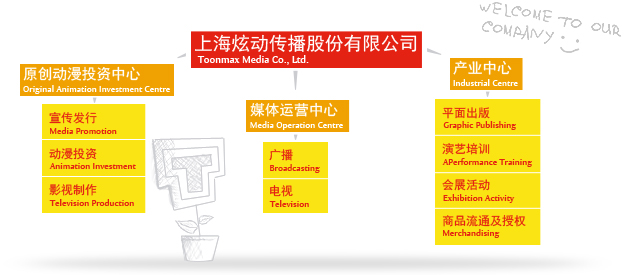 WELCOME TO OUR
COMPANY
上海炫动传播股份有限公司
Toonmax Media Co., Ltd.
原创动漫投资中心
Original Animation Investment Centre
宣传发行
Media Promotion
动漫投资
Animation Investment
影视制作
Television Production
媒体运营中心
Media Operation Centre
广播
Broadcasting
电视
Television
产业中心
Industrial Centre
平面出版
Graphic Publishing
演艺培训
APerformance Training
会展活动
Exhibition Activity
商品流通及授权
Merchandising